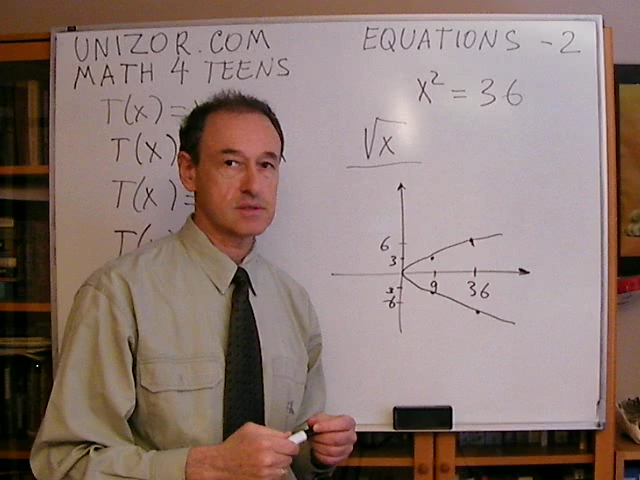 UNIZOR.COM
MATH 4 TEENS
T(x) =
T(x)
T(x) =
T(
EQUATIONS - 2
x² = 36
√x
6
3
9
36
3
-6